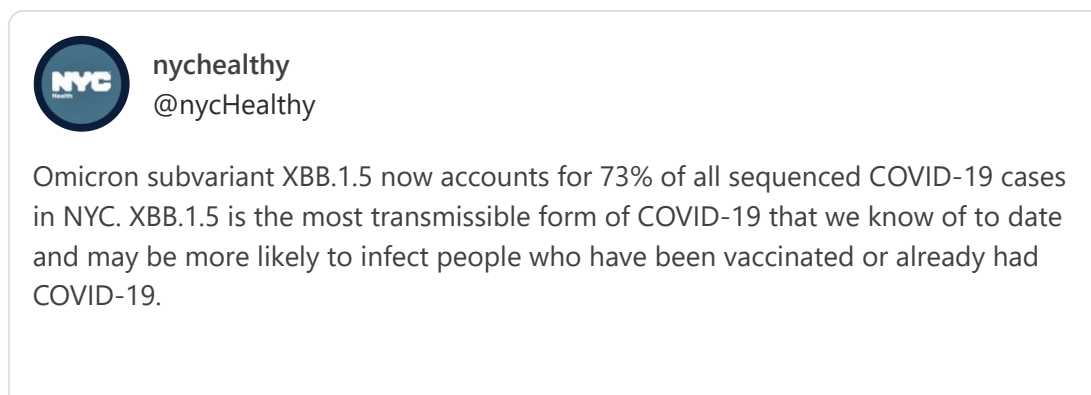 NYC
Health
nychealthy
@nycHealthy
Omicron subvariant XBB.1.5 now accounts for 73% of all sequenced COVID-19 cases
in NYC. XBB.1.5 is the most transmissible form of COVID-19 that we know of to date
and may be more likely to infect people who have been vaccinated or already had
COVID-19.